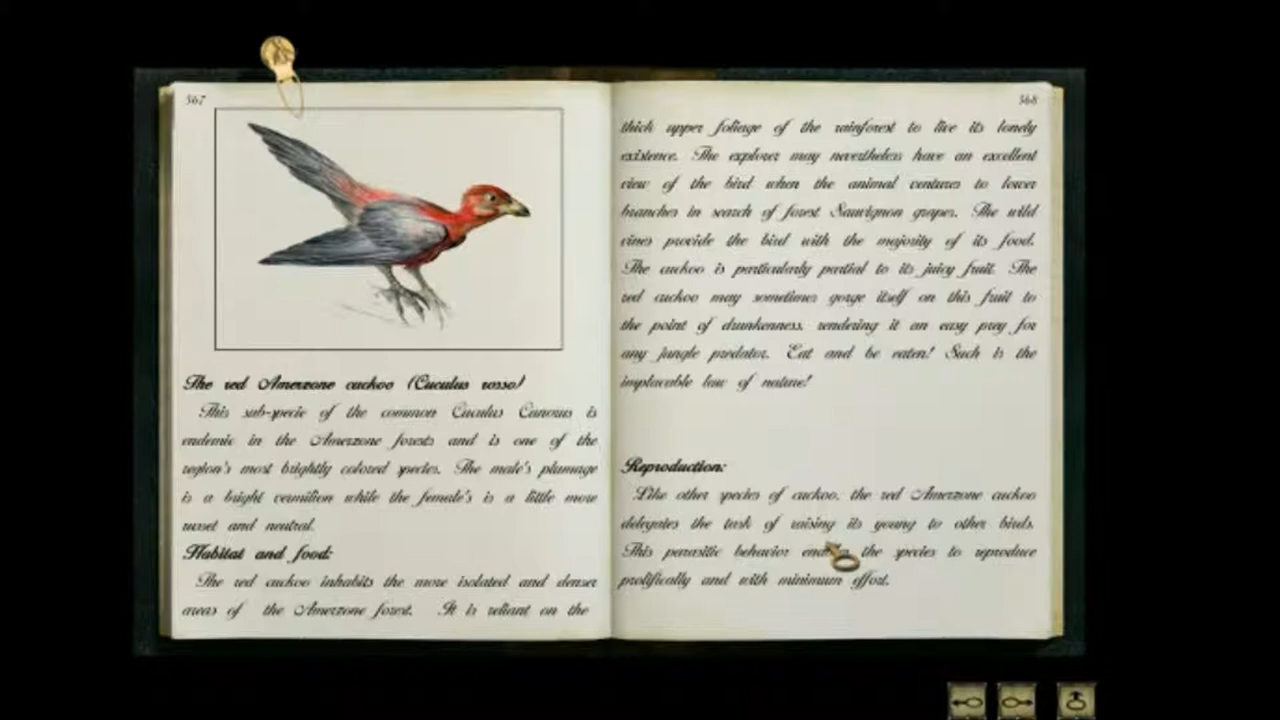 567
The red Amerzone cuckoo (Cuculus rosso)
This sub-specie of the common Cuculus Canorus is
endemic in the Amerzone forests and is one of the
region's most brightly colored species. The male's plumage
is a bright vermilion while the female's is a little more
russet and neutral.
Habitat and food:
The red cuckoo inhabits the more isolated and denser
areas of the Amerzone forest. It is reliant on the
568
thick upper foliage of the rainforest to live its lonely
existence. The explorer may nevertheless have an excellent
view of the bird when the animal ventures to lower
branches in search of forest Sauvignon grapes. The wild
vines provide the bird with the majority of its food.
The cuckoo is particularly partial to its juicy fruit. The
red cuckoo may sometimes gorge itself on this fruit to
the point of drunkenness, rendering it an easy prey for
any jungle predator. Eat and be eaten! Such is the
implacable law of nature!
Reproduction:
Like other species of cuckoo, the red Amerzone cuckoo
delegates the task of raising its young to other birds.
This parasitic behavior the species to reproduce
prolifically and with minimum effort.